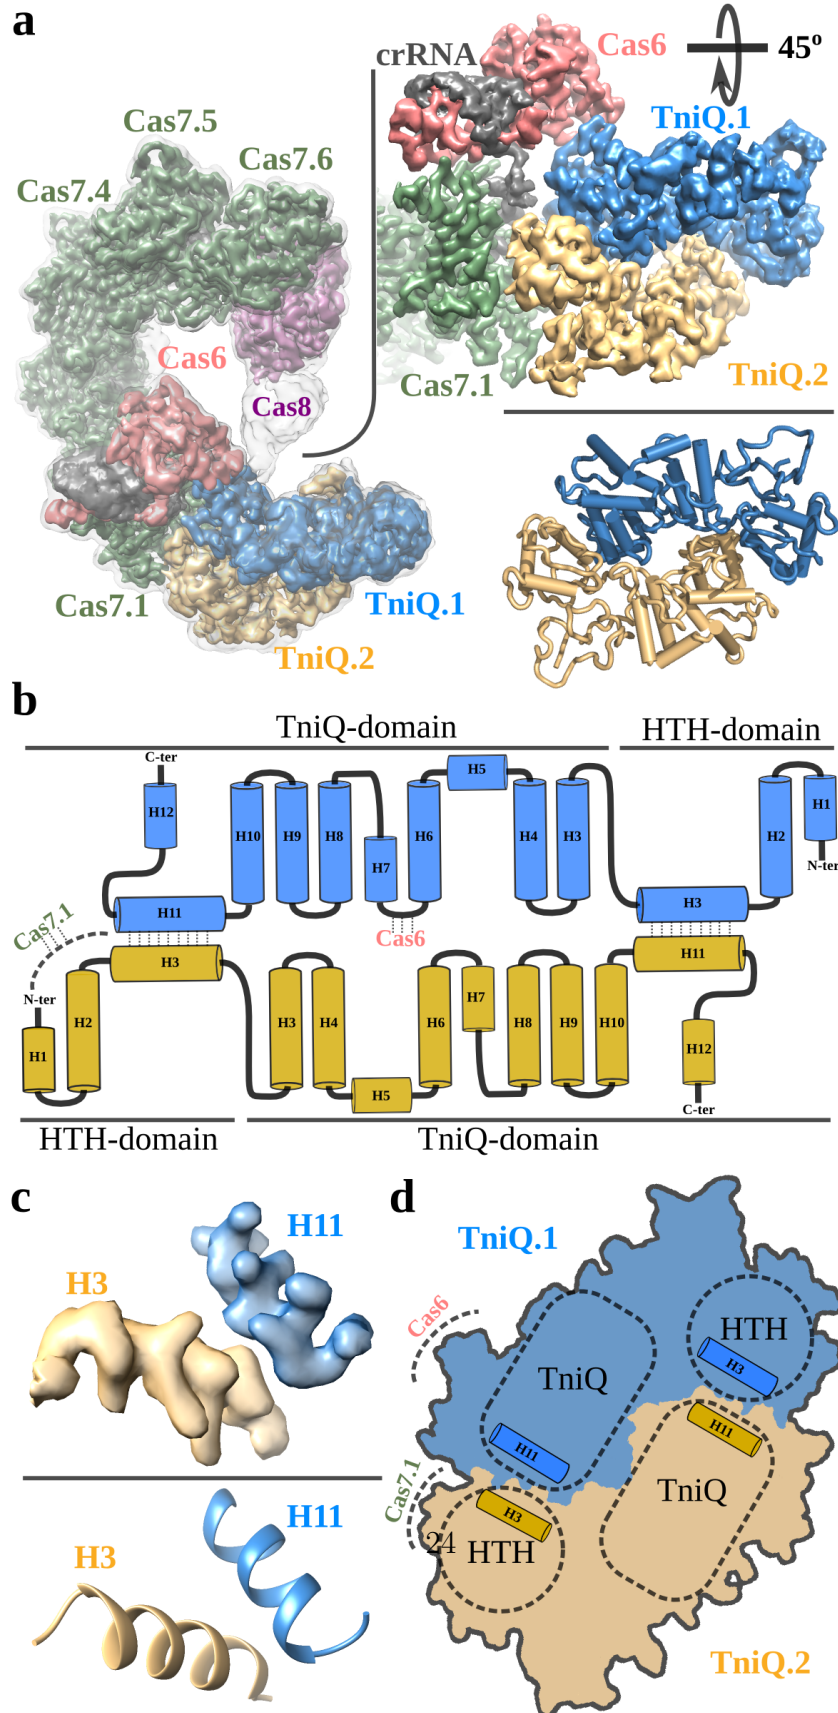 a
crRNA
Cas6
45º
TniQ.1
Cas7.5
Cas7.6
Cas7.4
Cas6
Cas8
Cas7.1
TniQ.2
Cas7.1
TniQ.1
TniQ.2
b
TniQ-domain
HTH-domain
C-ter
H5
H12
H10
H9
H8
H7
H6
H4
H3
H2
H1
N-ter
H11
H3
Cas7.1
Cas6
H3
H11
N-ter
H1
H2
H3
H4
H5
H6
H7
H8
H9
H10
H12
C-ter
HTH-domain
TniQ-domain
c
H11
H3
H11
H3
d
TniQ.1
Cas6
HTH
H3
TniQ
H11
H11
Cas7.1
TniQ
H3
24
HTH
TniQ.2